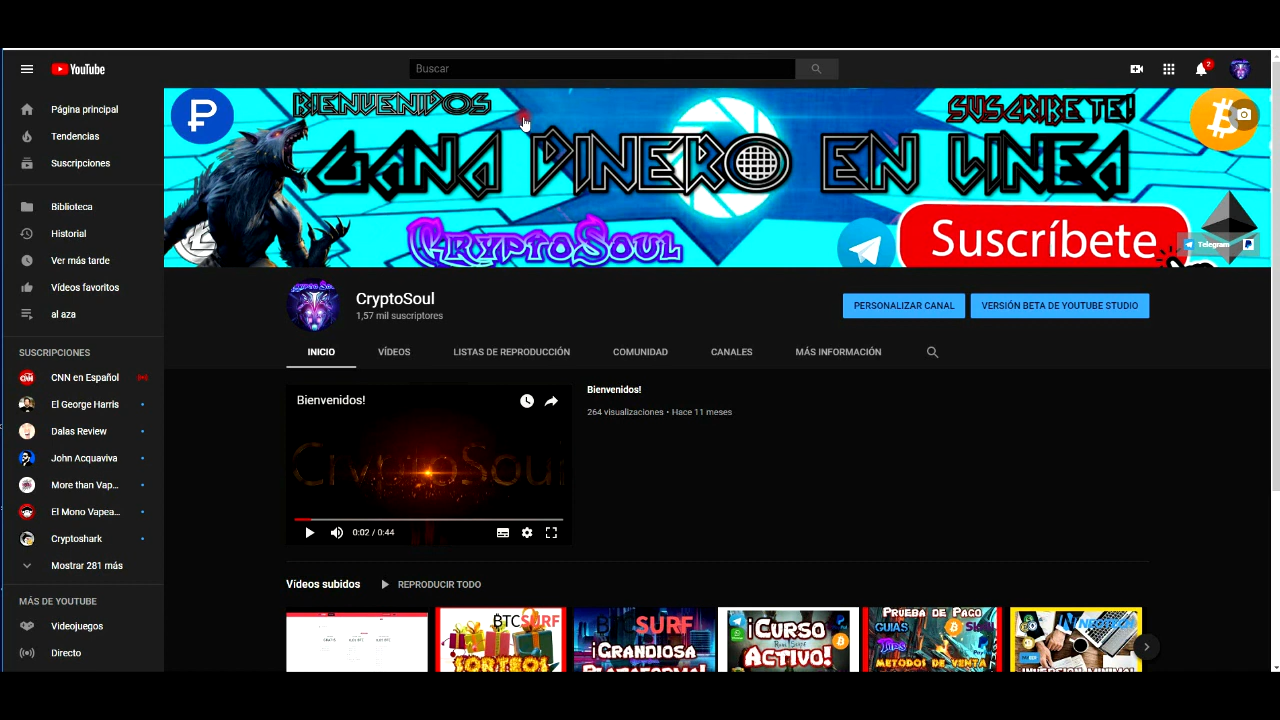 YouTube
Buscar
2
Página principal
Tendencias
Suscripciones
Biblioteca
Historial
Ver más tarde
Vídeos favoritos
al aza
SUSCRIPCIONES
CNN en Español
El George Harris
Dalas Review
John Acquaviva
More than Vap...
El Mono Vapea...
Cryptoshark
Mostrar 281 más
MÁS DE YOUTUBE
Videojuegos
Directo
BIENVENIDOS
SUSCRIBETE!
GANA DINERO EN LINEA
CRYPTOSOUL
Suscríbete
Telegram
CryptoSoul
1,57 mil suscriptores
PERSONALIZAR CANAL
VERSIÓN BETA DE YOUTUBE STUDIO
INICIO
VÍDEOS
LISTAS DE REPRODUCCIÓN
COMUNIDAD
CANALES
MÁS INFORMACIÓN
Bienvenidos!
CryptoSoul
0:02 / 0:44
Bienvenidos!
264 visualizaciones • Hace 11 meses
Vídeos subidos
REPRODUCIR TODO
BTCSURF
SORTEO!
SURF
¡GRANDIOSA
¡CURSO
ACTIVO!
PRUEBA DE PAGO
GUIAS
TIPS
METODOS DE VENTA